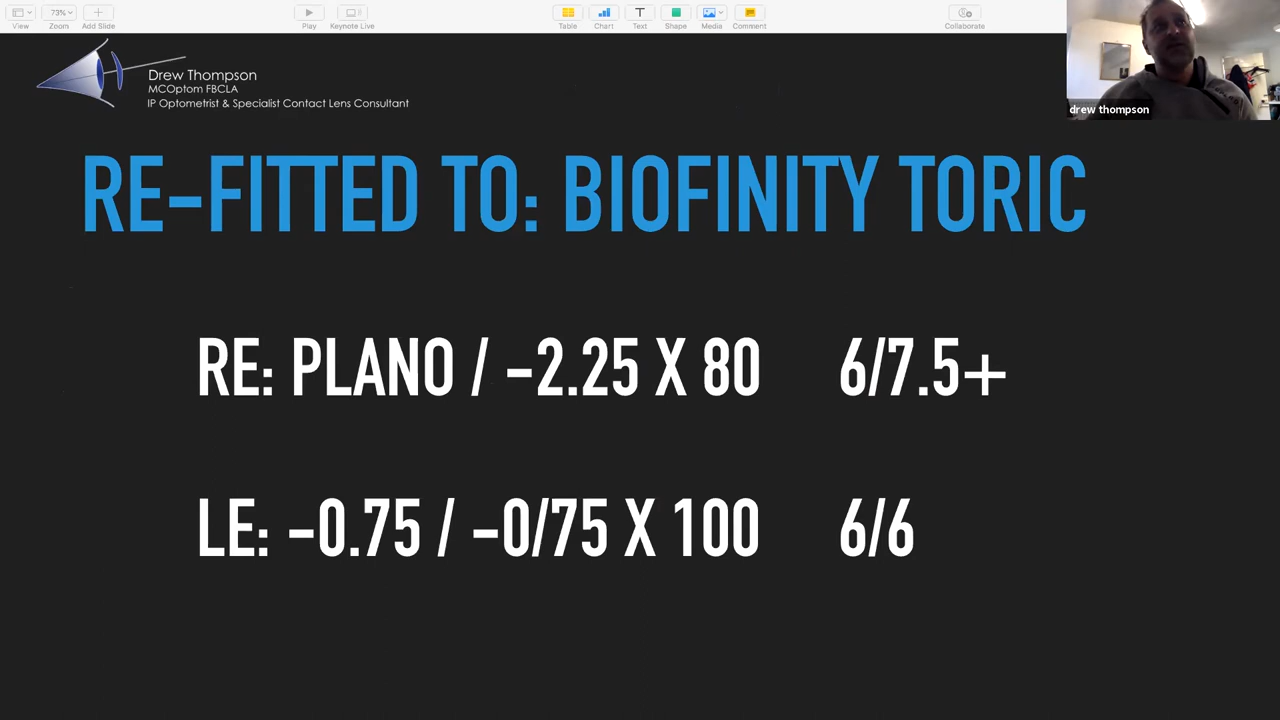 View
73%
Zoom
Add Slide
Play
Keynote Live
Table
Chart
Text
Shape
Media
Comment
Collaborate
Drew Thompson
MCOptom FBCLA
IP Optometrist & Specialist Contact Lens Consultant
drew thompson
RE-FITTED TO: BIOFINITY TORIC
RE: PLANO / -2.25 X 80 6/7.5+
LE: -0.75 / -0/75 X 100 6/6